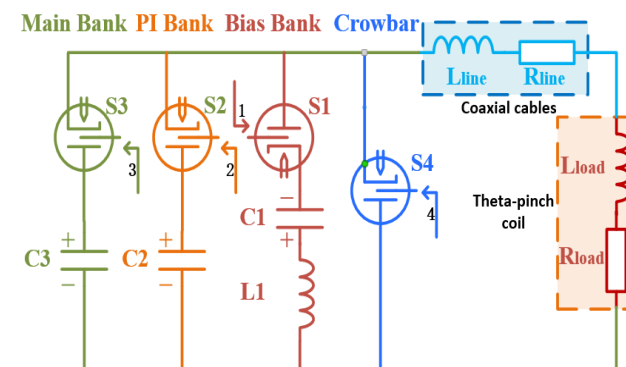 Main Bank PI Bank Bias Bank Crowbar
Lline Rline
Coaxial cables
S3 S2 1 S1
3 2
S4
4
Lload
Theta-pinch
coil
− C1 +
C3 + − C2 + −
Rload
L1